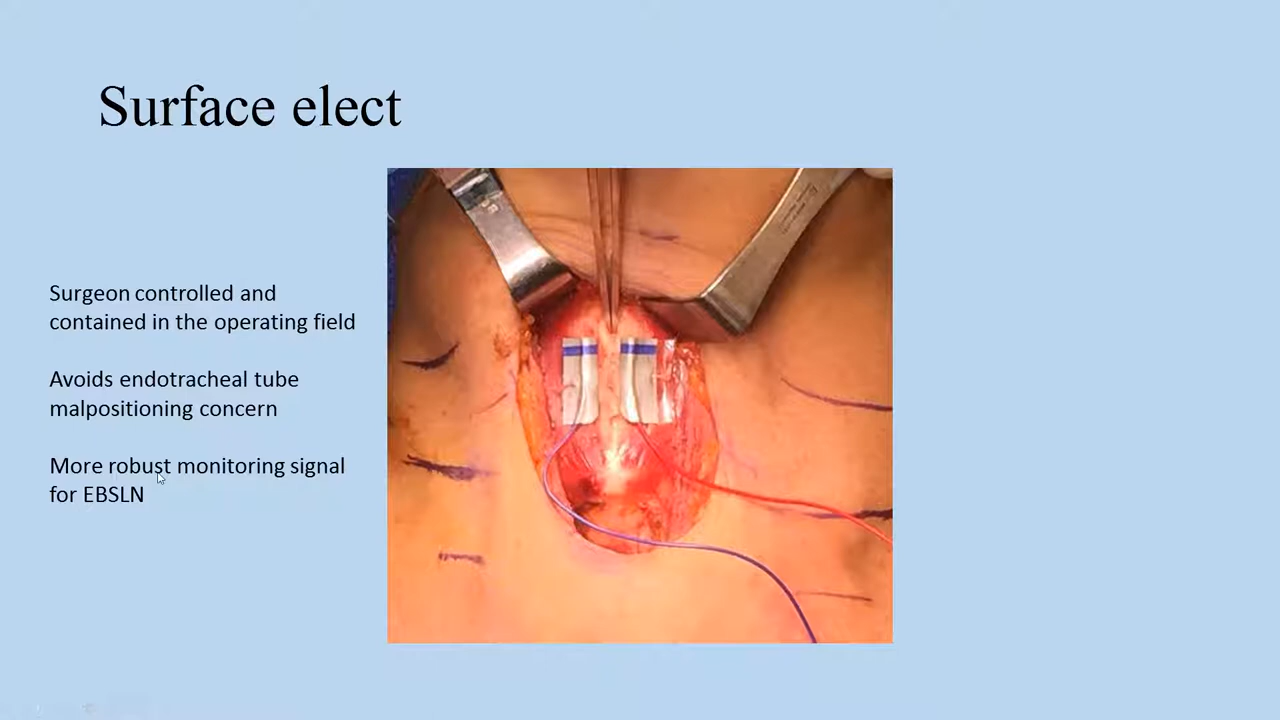 Surface elect
Surgeon controlled and
contained in the operating field
Avoids endotracheal tube
malpositioning concern
More robust monitoring signal
for EBSLN